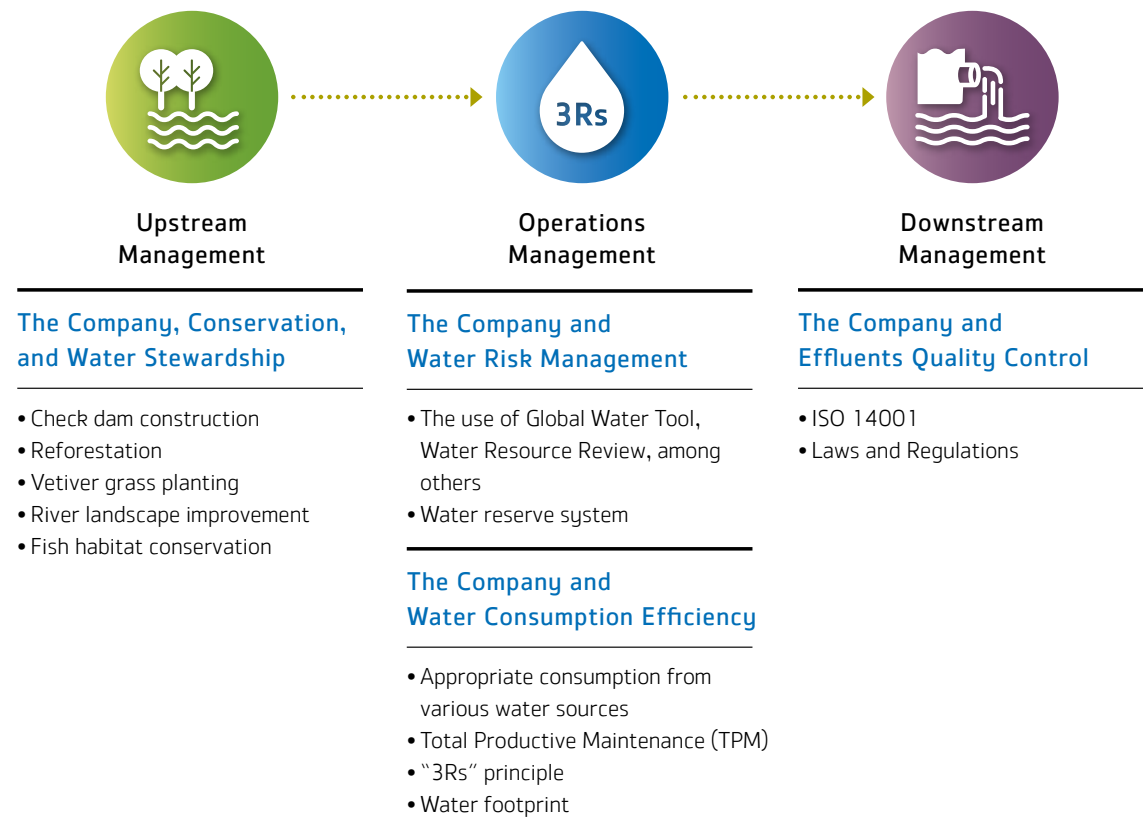 3Rs
Upstream
Management
The Company, Conservation,
and Water Stewardship
• Check dam construction
• Reforestation
• Vetiver grass planting
• River landscape improvement
• Fish habitat conservation
Operations
Management
The Company and
Water Risk Management
• The use of Global Water Tool,
Water Resource Review, among
others
• Water reserve system
The Company and
Water Consumption Efficiency
• Appropriate consumption from
various water sources
• Total Productive Maintenance (TPM)
• “3Rs” principle
• Water footprint
Downstream
Management
The Company and
Effluents Quality Control
• ISO 14001
• Laws and Regulations